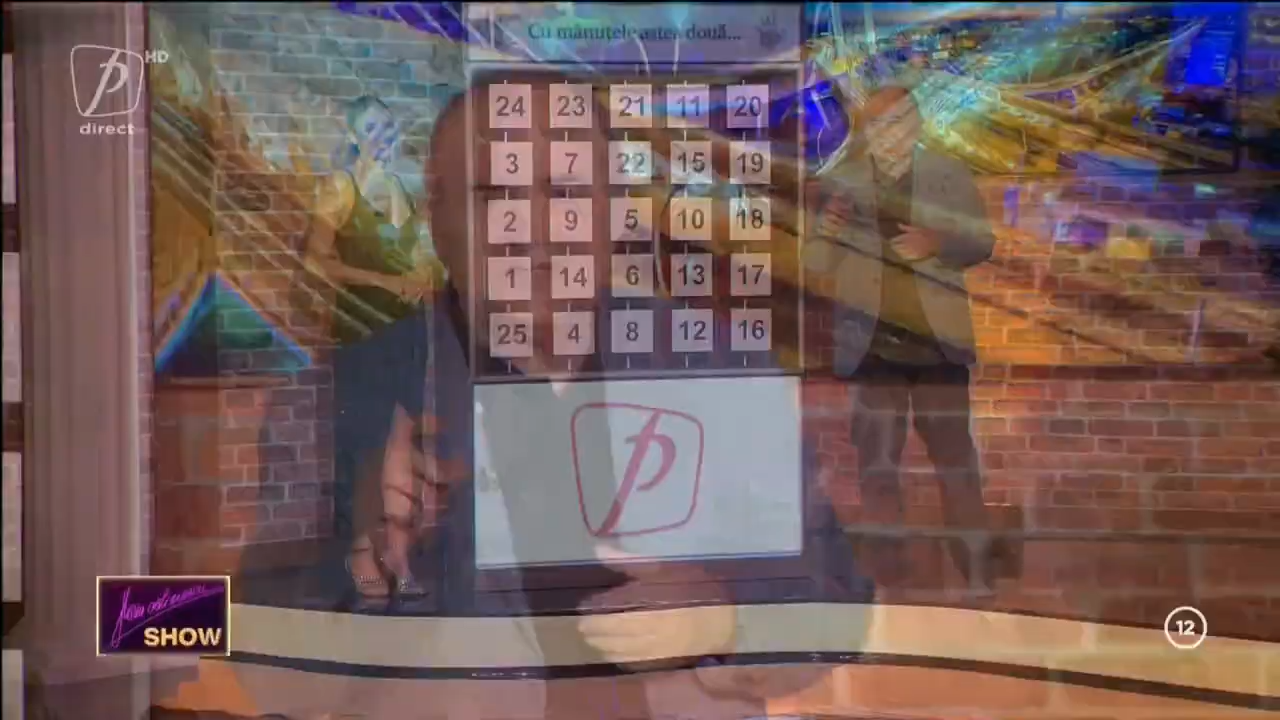 HD
direct
Cu mânuțele astea două...
24 23 21 11 20
3 7 22 15 19
2 9 5 10 18
1 14 6 13 17
25 4 8 12 16
p
SHOW
12